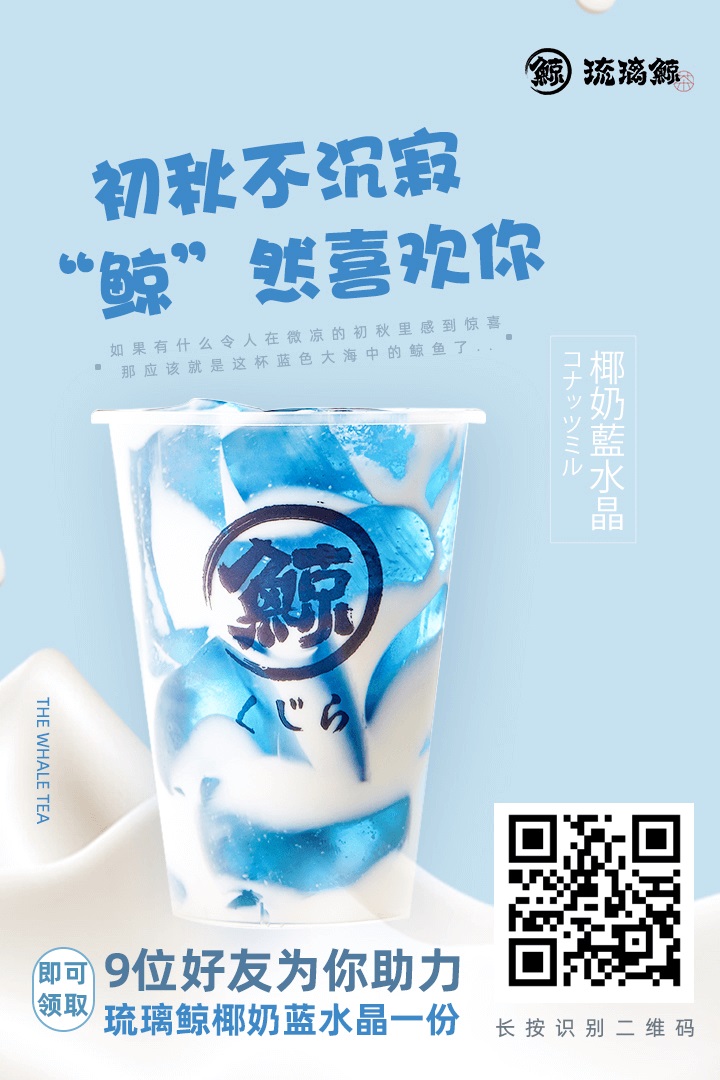 鲸 琉璃鲸
初秋不沉寂
“鲸”然喜欢你
如果有什么令人在微凉的初秋里感到惊喜
那应该就是这杯蓝色大海中的鲸鱼了..
椰奶藍水晶
コナッツミル
鯨
くじら
THE WHALE TEA
即可
领取
9位好友为你助力
琉璃鲸椰奶蓝水晶一份
长按识别二维码